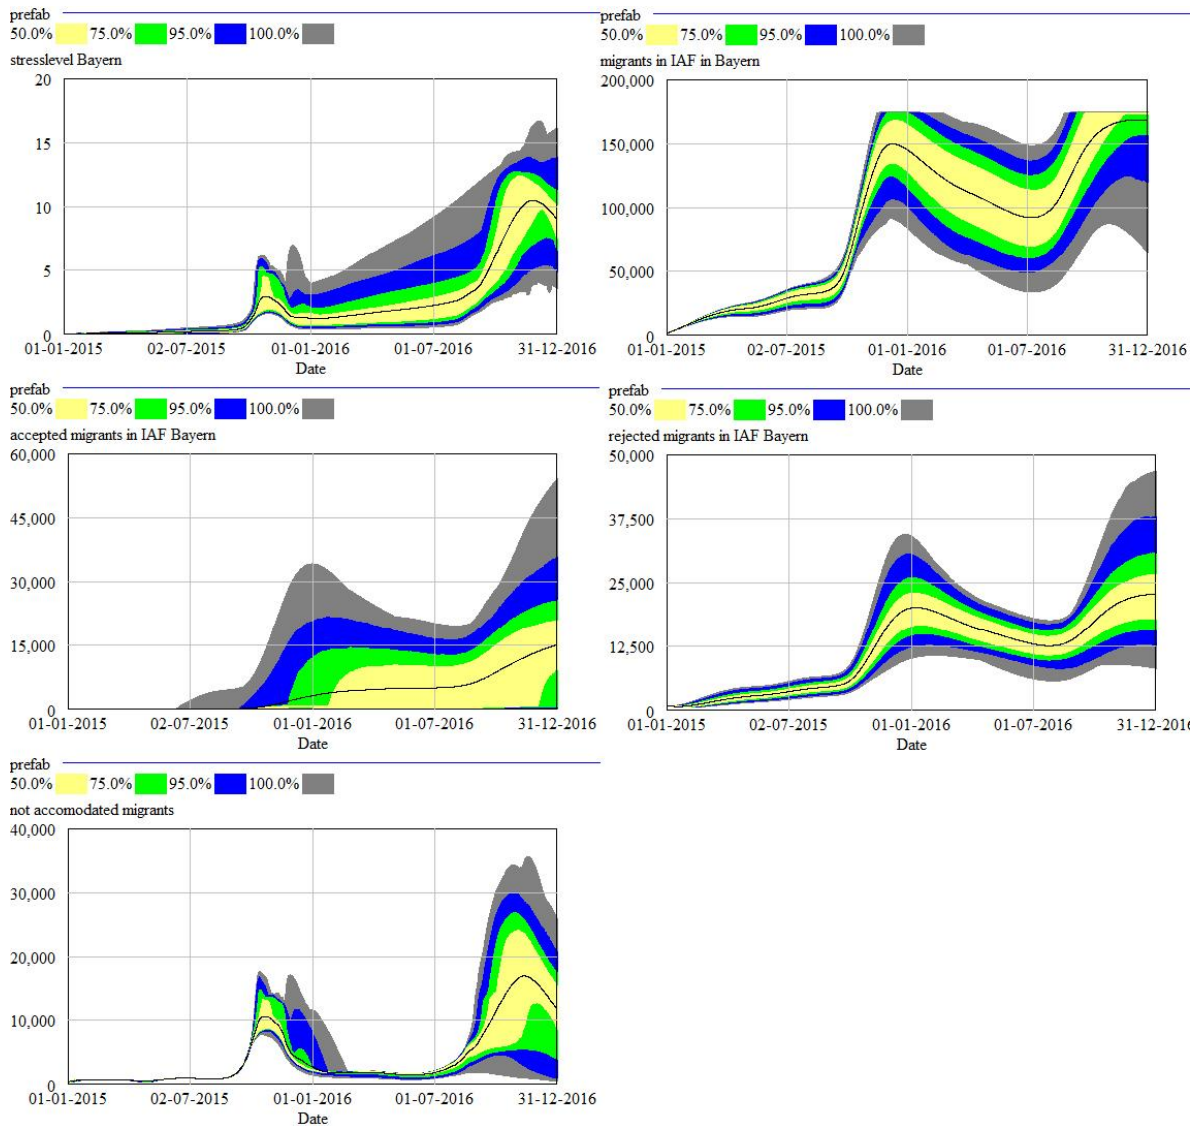 prefab
50.0% 75.0% 95.0% 100.0%
stresslevel Bayern
20
15
10
5
0
01-01-2015 02-07-2015 01-01-2016 01-07-2016 31-12-2016
Date
prefab
50.0% 75.0% 95.0% 100.0%
migrants in IAF in Bayern
200,000
150,000
100,000
50,000
0
01-01-2015 02-07-2015 01-01-2016 01-07-2016 31-12-2016
Date
prefab
50.0% 75.0% 95.0% 100.0%
accepted migrants in IAF Bayern
60,000
45,000
30,000
15,000
0
01-01-2015 02-07-2015 01-01-2016 01-07-2016 31-12-2016
Date
prefab
50.0% 75.0% 95.0% 100.0%
rejected migrants in IAF Bayern
50,000
37,500
25,000
12,500
0
01-01-2015 02-07-2015 01-01-2016 01-07-2016 31-12-2016
Date
prefab
50.0% 75.0% 95.0% 100.0%
not accomodated migrants
40,000
30,000
20,000
10,000
0
01-01-2015 02-07-2015 01-01-2016 01-07-2016 31-12-2016
Date